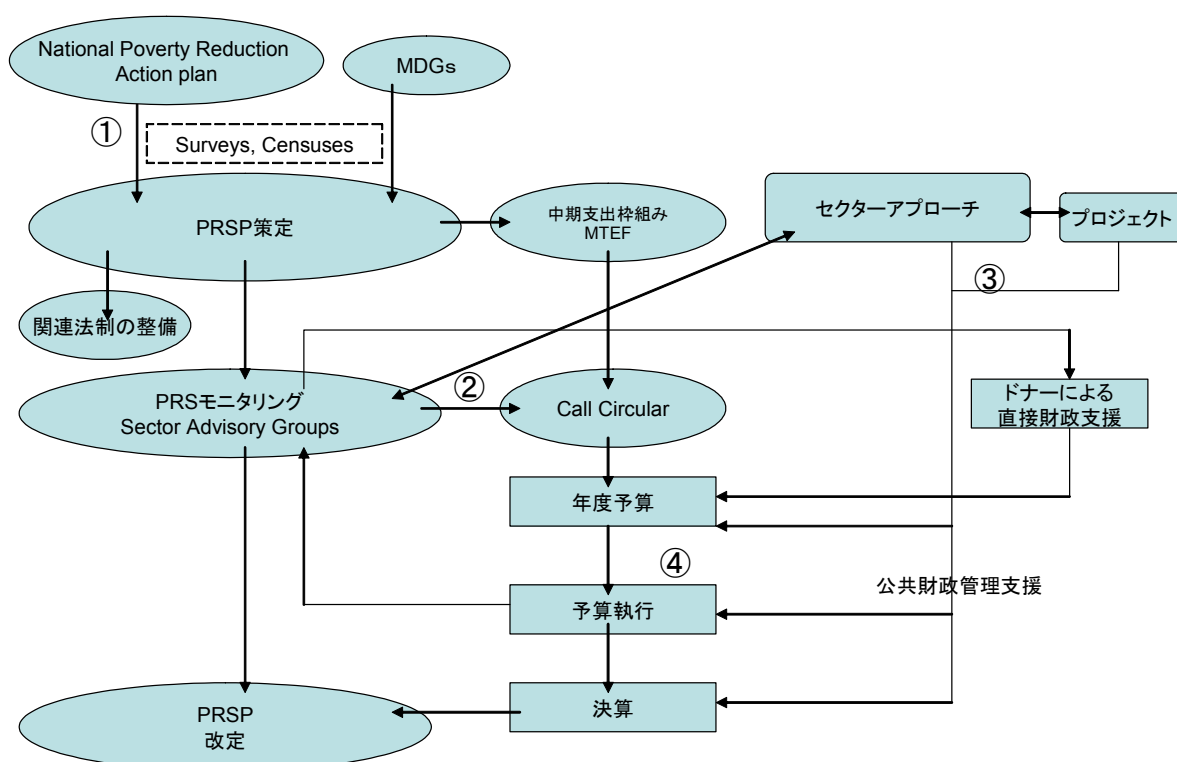 National Poverty Reduction
Action plan
MDGs
①
Surveys, Censuses
PRSP策定
中期支出枠組み
MTEF
セクターアプローチ
プロジェクト
③
関連法制の整備
②
PRSモニタリング
Sector Advisory Groups
Call Circular
ドナーによる
直接財政支援
年度予算
④
公共財政管理支援
予算執行
決算
PRSP
改定